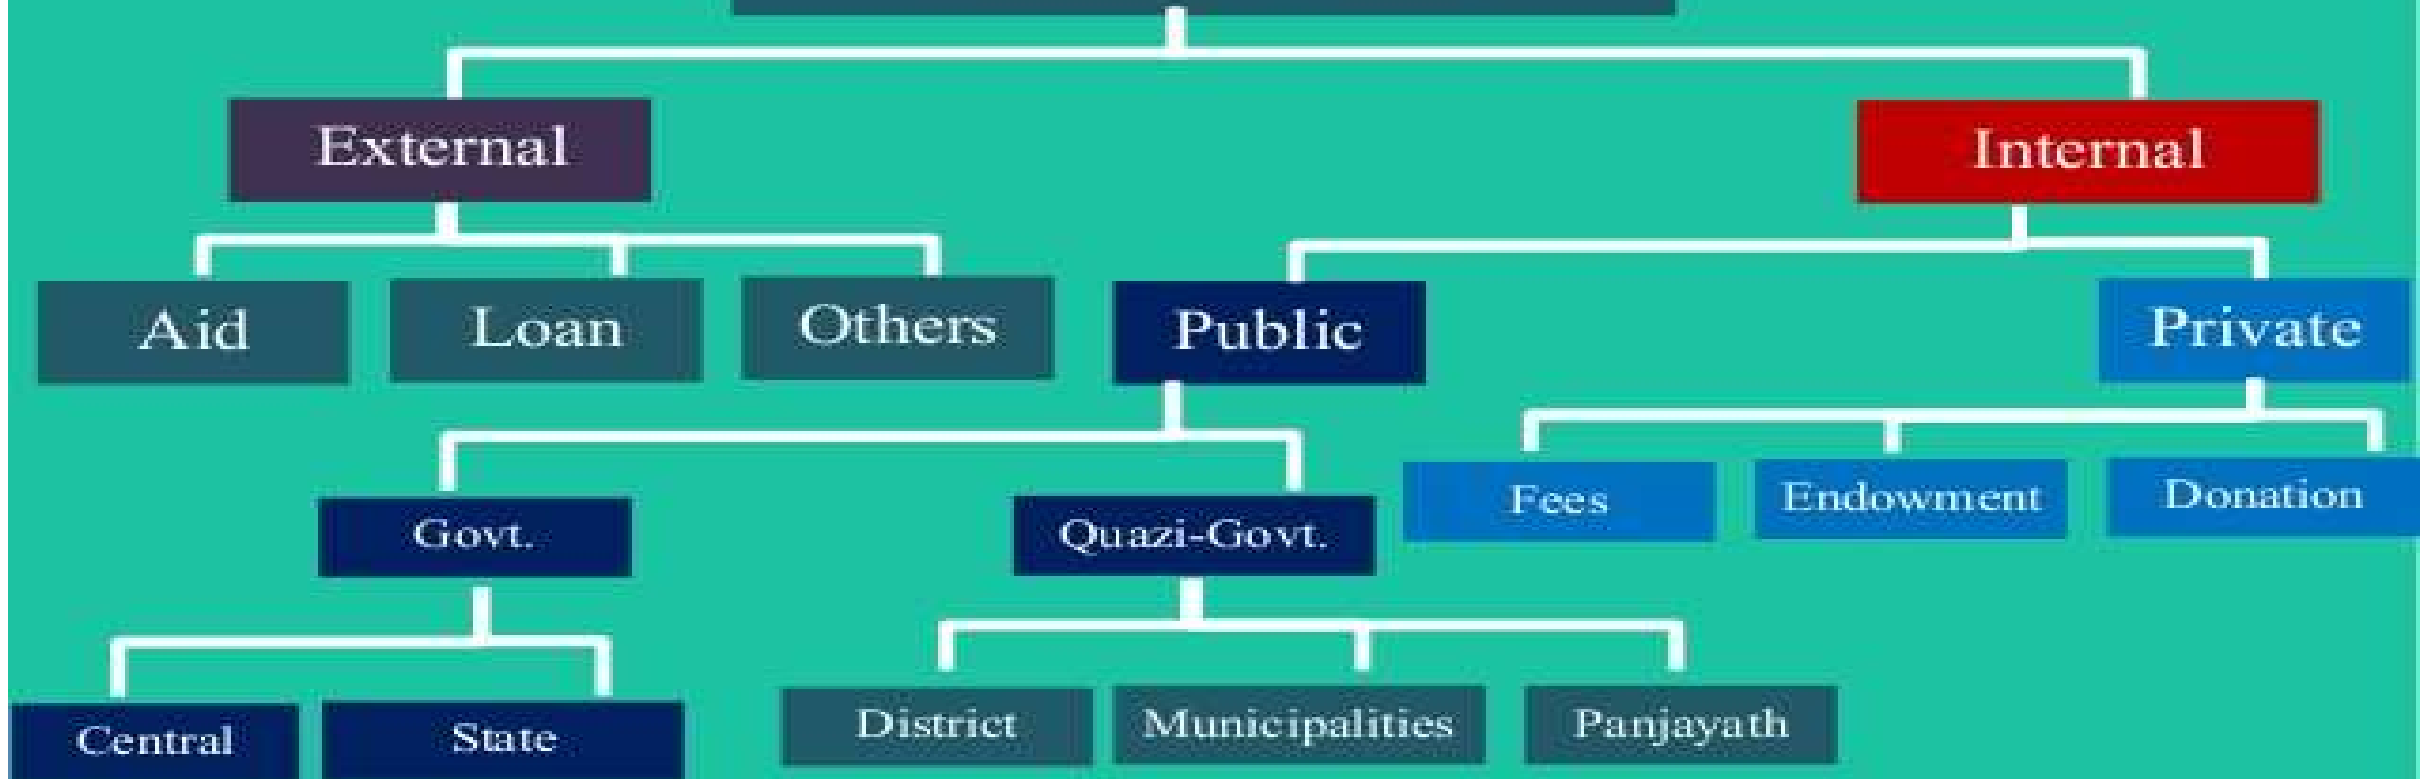 External
Internal
Aid
Loan
Others
Public
Private
Govt.
Quazi-Govt.
Fees
Endowment
Donation
Central
State
District
Municipalities
Panjayath